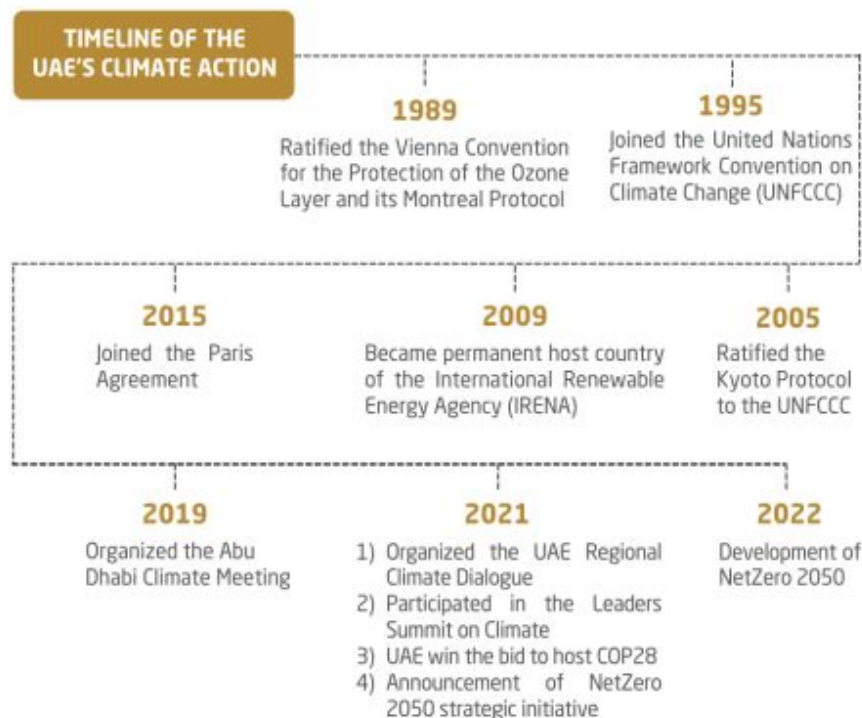 TIMELINE OF THE
UAE'S CLIMATE ACTION
1989
Ratified the Vienna Convention
for the Protection of the Ozone
Layer and its Montreal Protocol
1995
Joined the United Nations
Framework Convention on
Climate Change (UNFCCC)
2005
Ratified the
Kyoto Protocol
to the UNFCCC
2009
Became permanent host country
of the International Renewable
Energy Agency (IRENA)
2015
Joined the Paris
Agreement
2019
Organized the Abu
Dhabi Climate Meeting
2021
1) Organized the UAE Regional
Climate Dialogue
2) Participated in the Leaders
Summit on Climate
3) UAE win the bid to host COP28
4) Announcement of NetZero
2050 strategic initiative
2022
Development of
NetZero 2050